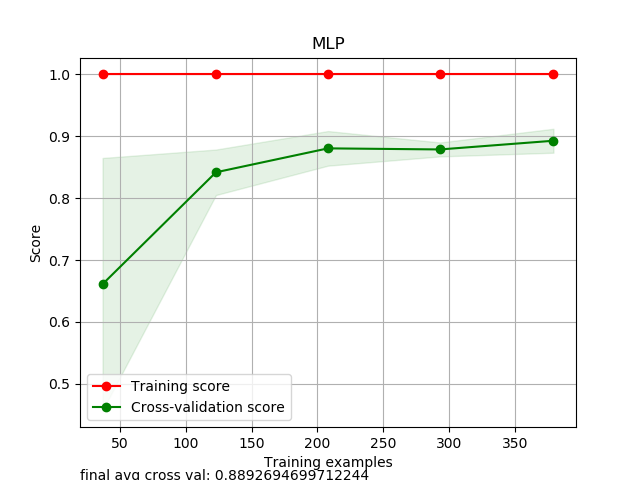 MLP
1.0
0.9
0.8
0.7
0.6
0.5
Score
Training score
Cross-validation score
50 100 150 200 250 300 350
Training examples
final avg cross val: 0.8892694699712244